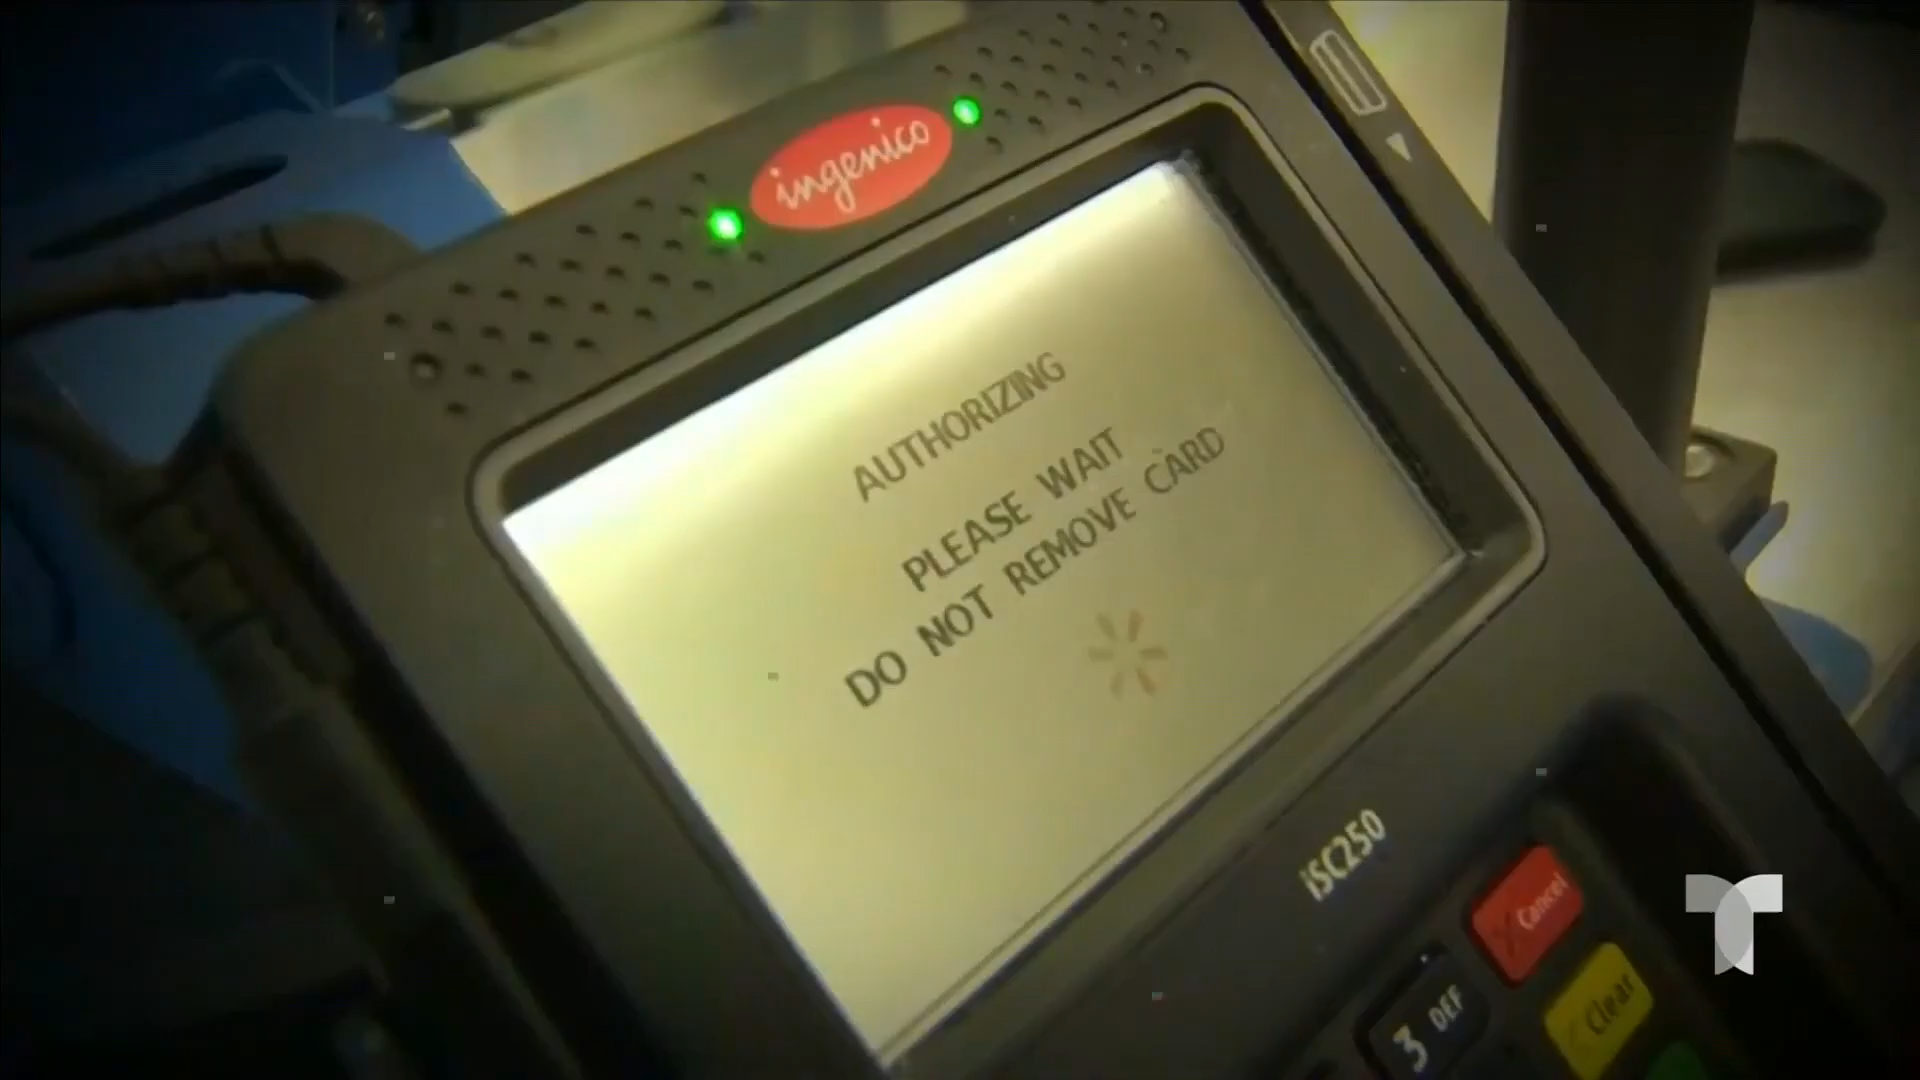 ingenico
AUTHORIZING
PLEASE WAIT
DO NOT REMOVE CARD
iSC250
Cancel
3 DEF
Clear